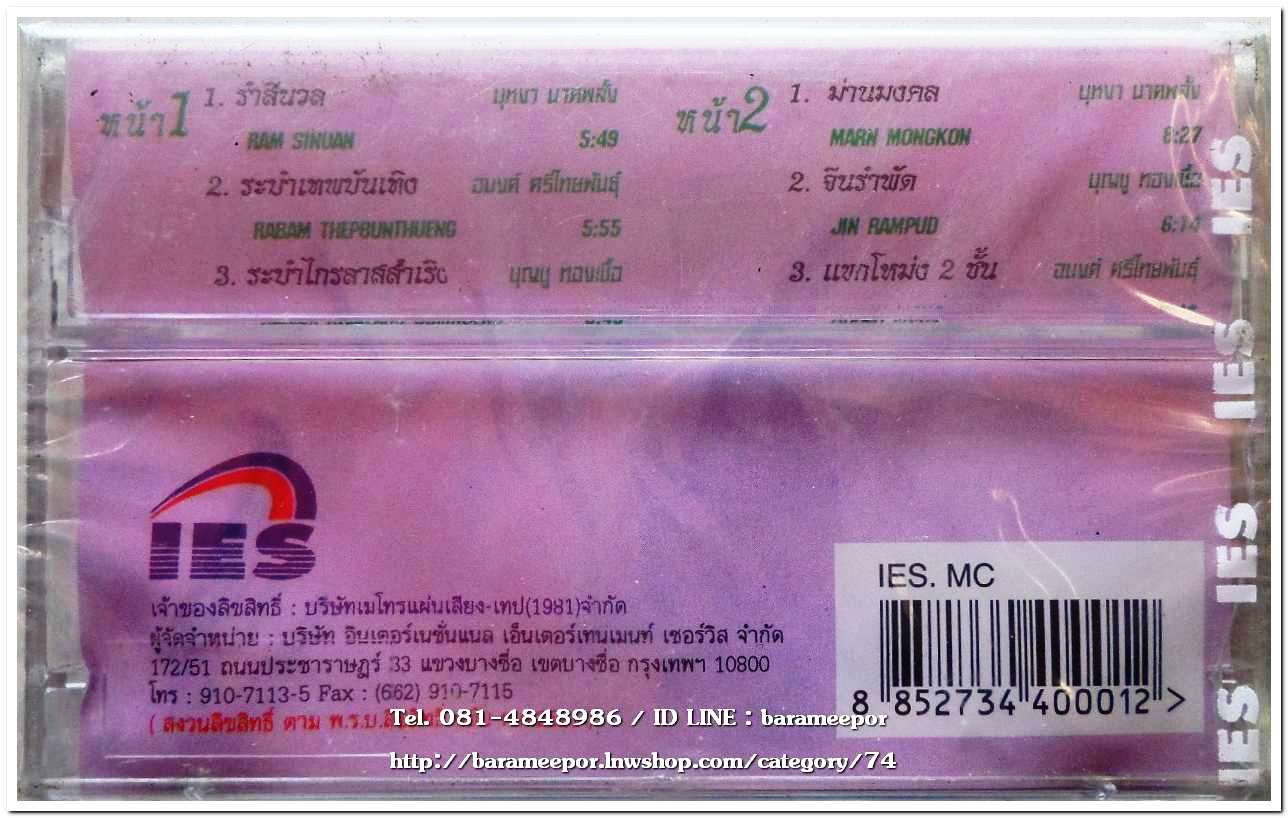 หน้า 1
1. รำสีนวล บุหงา นาคพลั้ง
RAM SINUAN 5:49
2. ระบำเทพบันเทิง อนงค์ ศรีไทยพันธุ์
RABAM THEPBUNTHUENG 5:55
3. ระบำไกรลาสสำเริง บุญชู ทองเชื้อ
หน้า 2
1. ม่านมงคล บุหงา นาคพลั้ง
MARN MONGKON 8:27
2. จีนรำพัด บุญชู ทองเชื้อ
JIN RAMPUD 6:14
3. แขกโหม่ง 2 ชั้น อนงค์ ศรีไทยพันธุ์
IES
IES
IES
IES
IES
เจ้าของลิขสิทธิ์ : บริษัทเมโทรแผ่นเสียง-เทป(1981)จำกัด
ผู้จัดจำหน่าย : บริษัท อินเตอร์เนชั่นแนล เอ็นเตอร์เทนเมนท์ เซอร์วิส จำกัด
172/51 ถนนประชาราษฎร์ 33 แขวงบางซื่อ เขตบางซื่อ กรุงเทพฯ 10800
โทร : 910-7113-5 Fax : (662) 910-7115
( สงวนลิขสิทธิ์ ตาม พ.ร.บ.
IES. MC
8 852734 400012 >
Tel. 081-4848986 / ID LINE : barameepor
http://barameepor.lnwshop.com/category/74